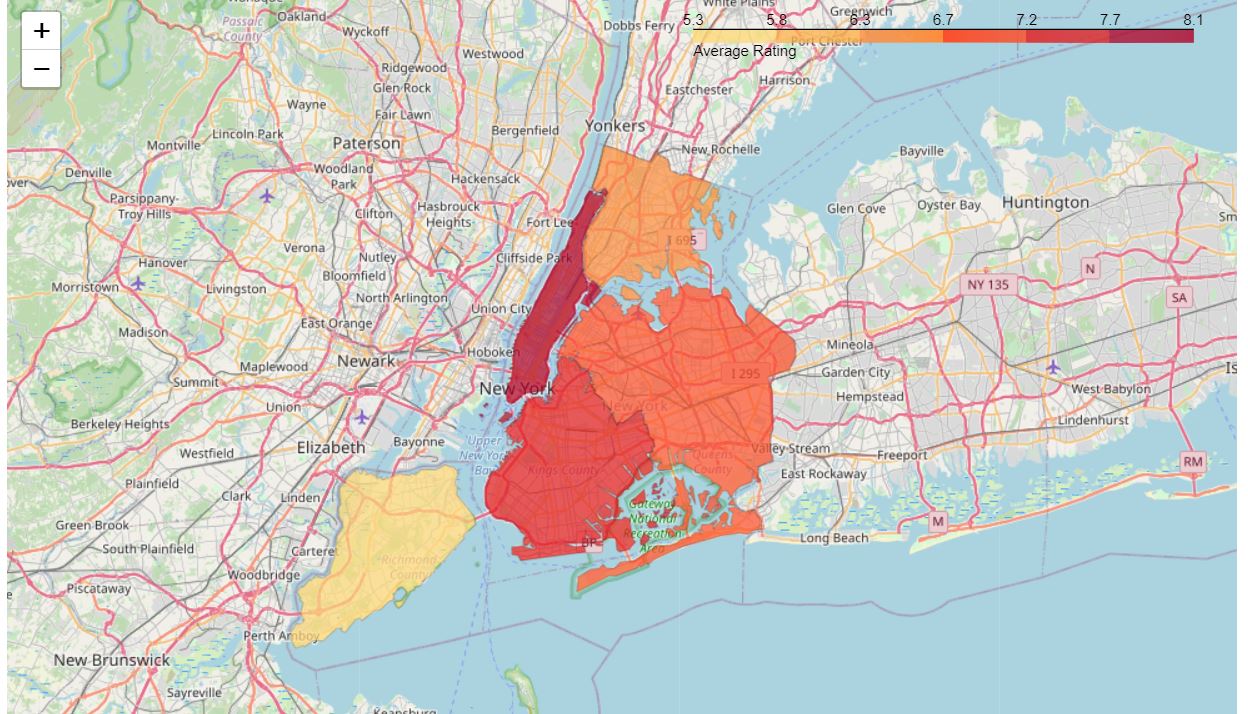 +
−
5.3 5.8 6.3 6.7 7.2 7.7 8.1
Average Rating
White Plains
Greenwich
Oakland
Passaic
County
Wyckoff
Dobbs Ferry
Port Chester
Westwood
Ridgewood
Glen Rock
Eastchester
Harrison
Wayne
Fair Lawn
Bergenfield
Yonkers
Lincoln Park
Paterson
Montville
New Rochelle
Bayville
Denville
Woodland
Park
Hackensack
Parsippany-
Troy Hills
Clifton
Hasbrouck
Heights
Fort Lee
Glen Cove
Oyster Bay
Huntington
I 695
Verona
Nutley
Cliffside Park
Hanover
Bloomfield
N
Morristown
Livingston
North Arlington
NY 135
SA
Union City
East Orange
Madison
Mineola
Hoboken
Newark
Maplewood
Garden City
I 295
Summit
New York
West Babylon
Hempstead
Union
New York
Berkeley Heights
Lindenhurst
Bayonne
Elizabeth
Upper
New York
Bay
Valley Stream
Westfield
Queens
County
Freeport
Kings County
East Rockaway
RM
Plainfield
Clark
Linden
Gateway
National
Recreation
Area
M
Green Brook
Long Beach
BP
South Plainfield
Carteret
Richmond
County
Woodbridge
Piscataway
Perth Amboy
New Brunswick
Sayreville
Keansburg